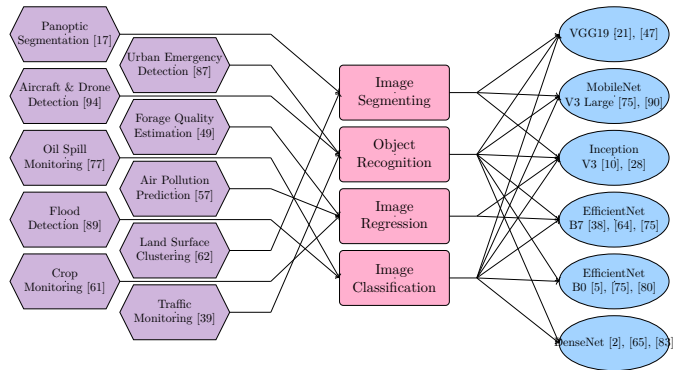 Panoptic
Segmentation [17]
Urban Emergency
Detection [87]
Aircraft & Drone
Detection [94]
Forage Quality
Estimation [49]
Oil Spill
Monitoring [77]
Air Pollution
Prediction [57]
Flood
Detection [89]
Land Surface
Clustering [62]
Crop
Monitoring [61]
Traffic
Monitoring [39]
Image
Segmenting
Object
Recognition
Image
Regression
Image
Classification
VGG19 [21], [47]
MobileNet
V3 Large [75], [90]
Inception
V3 [10], [28]
EfficientNet
B7 [38], [64], [75]
EfficientNet
B0 [5], [75], [80]
DenseNet [2], [65], [83]